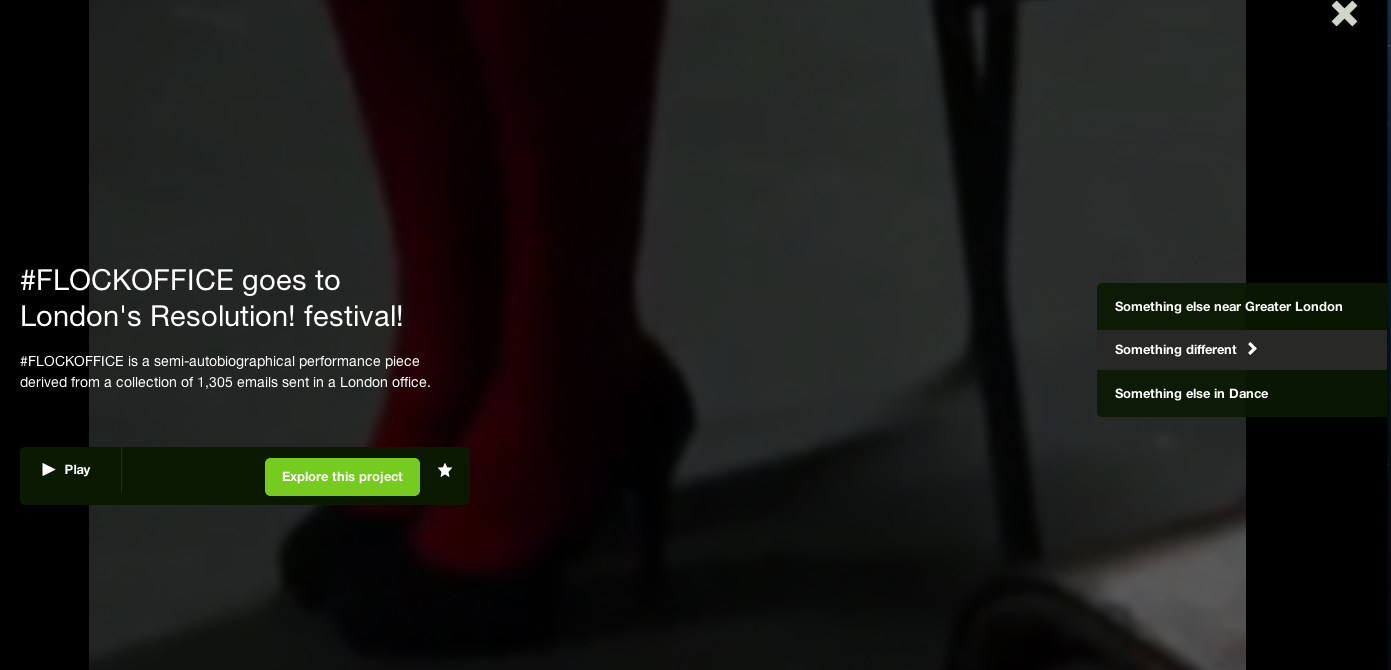 #FLOCKOFFICE goes to
London's Resolution! festival!
#FLOCKOFFICE is a semi-autobiographical performance piece
derived from a collection of 1,305 emails sent in a London office.
Play
Explore this project
Something else near Greater London
Something different
Something else in Dance